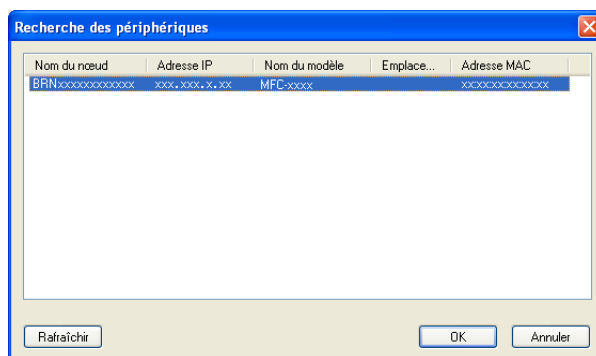 Recherche des périphériques
Nom du nœud Adresse IP Nom du modèle Emplace... Adresse MAC
BRNxxxxxxxxxxxx xxx.xxx.x.xx MFC-xxxx xxxxxxxxxxxx
Rafraîchir OK Annuler